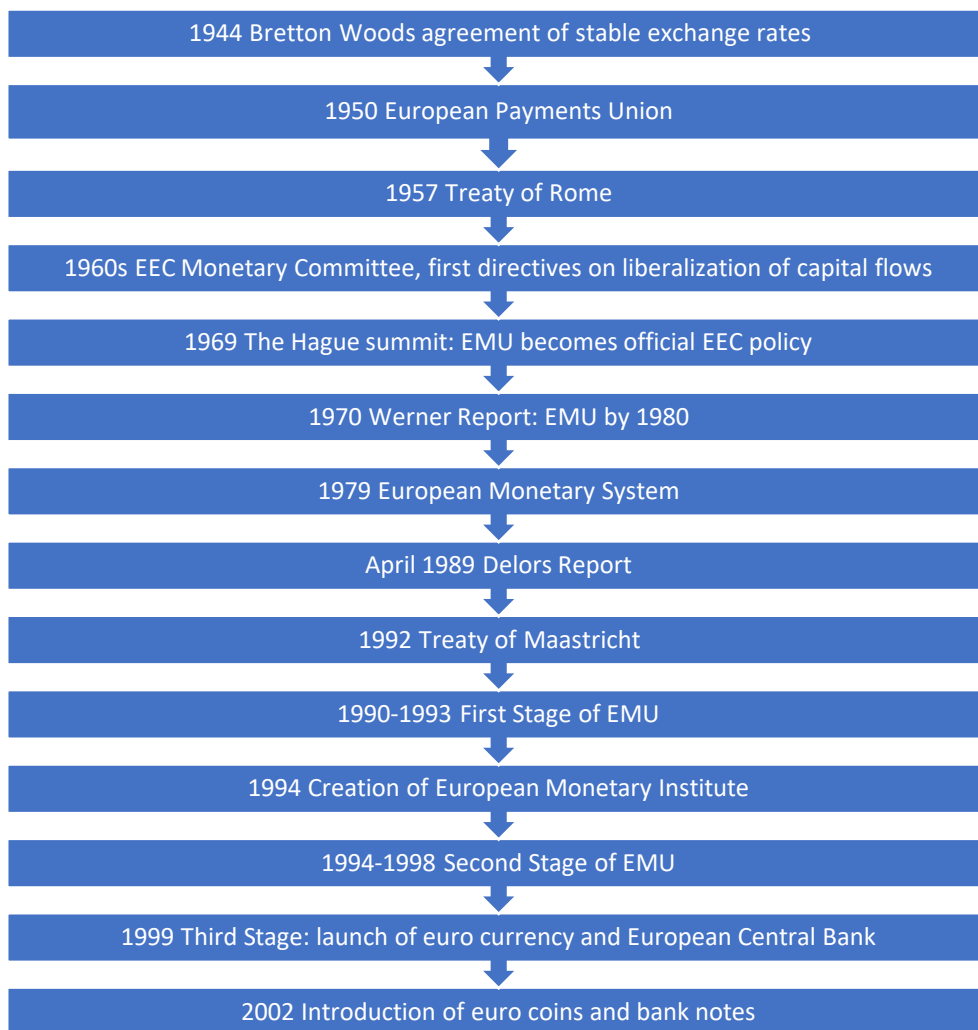 1944 Bretton Woods agreement of stable exchange rates
1950 European Payments Union
1957 Treaty of Rome
1960s EEC Monetary Committee, first directives on liberalization of capital flows
1969 The Hague summit: EMU becomes official EEC policy
1970 Werner Report: EMU by 1980
1979 European Monetary System
April 1989 Delors Report
1992 Treaty of Maastricht
1990-1993 First Stage of EMU
1994 Creation of European Monetary Institute
1994-1998 Second Stage of EMU
1999 Third Stage: launch of euro currency and European Central Bank
2002 Introduction of euro coins and bank notes